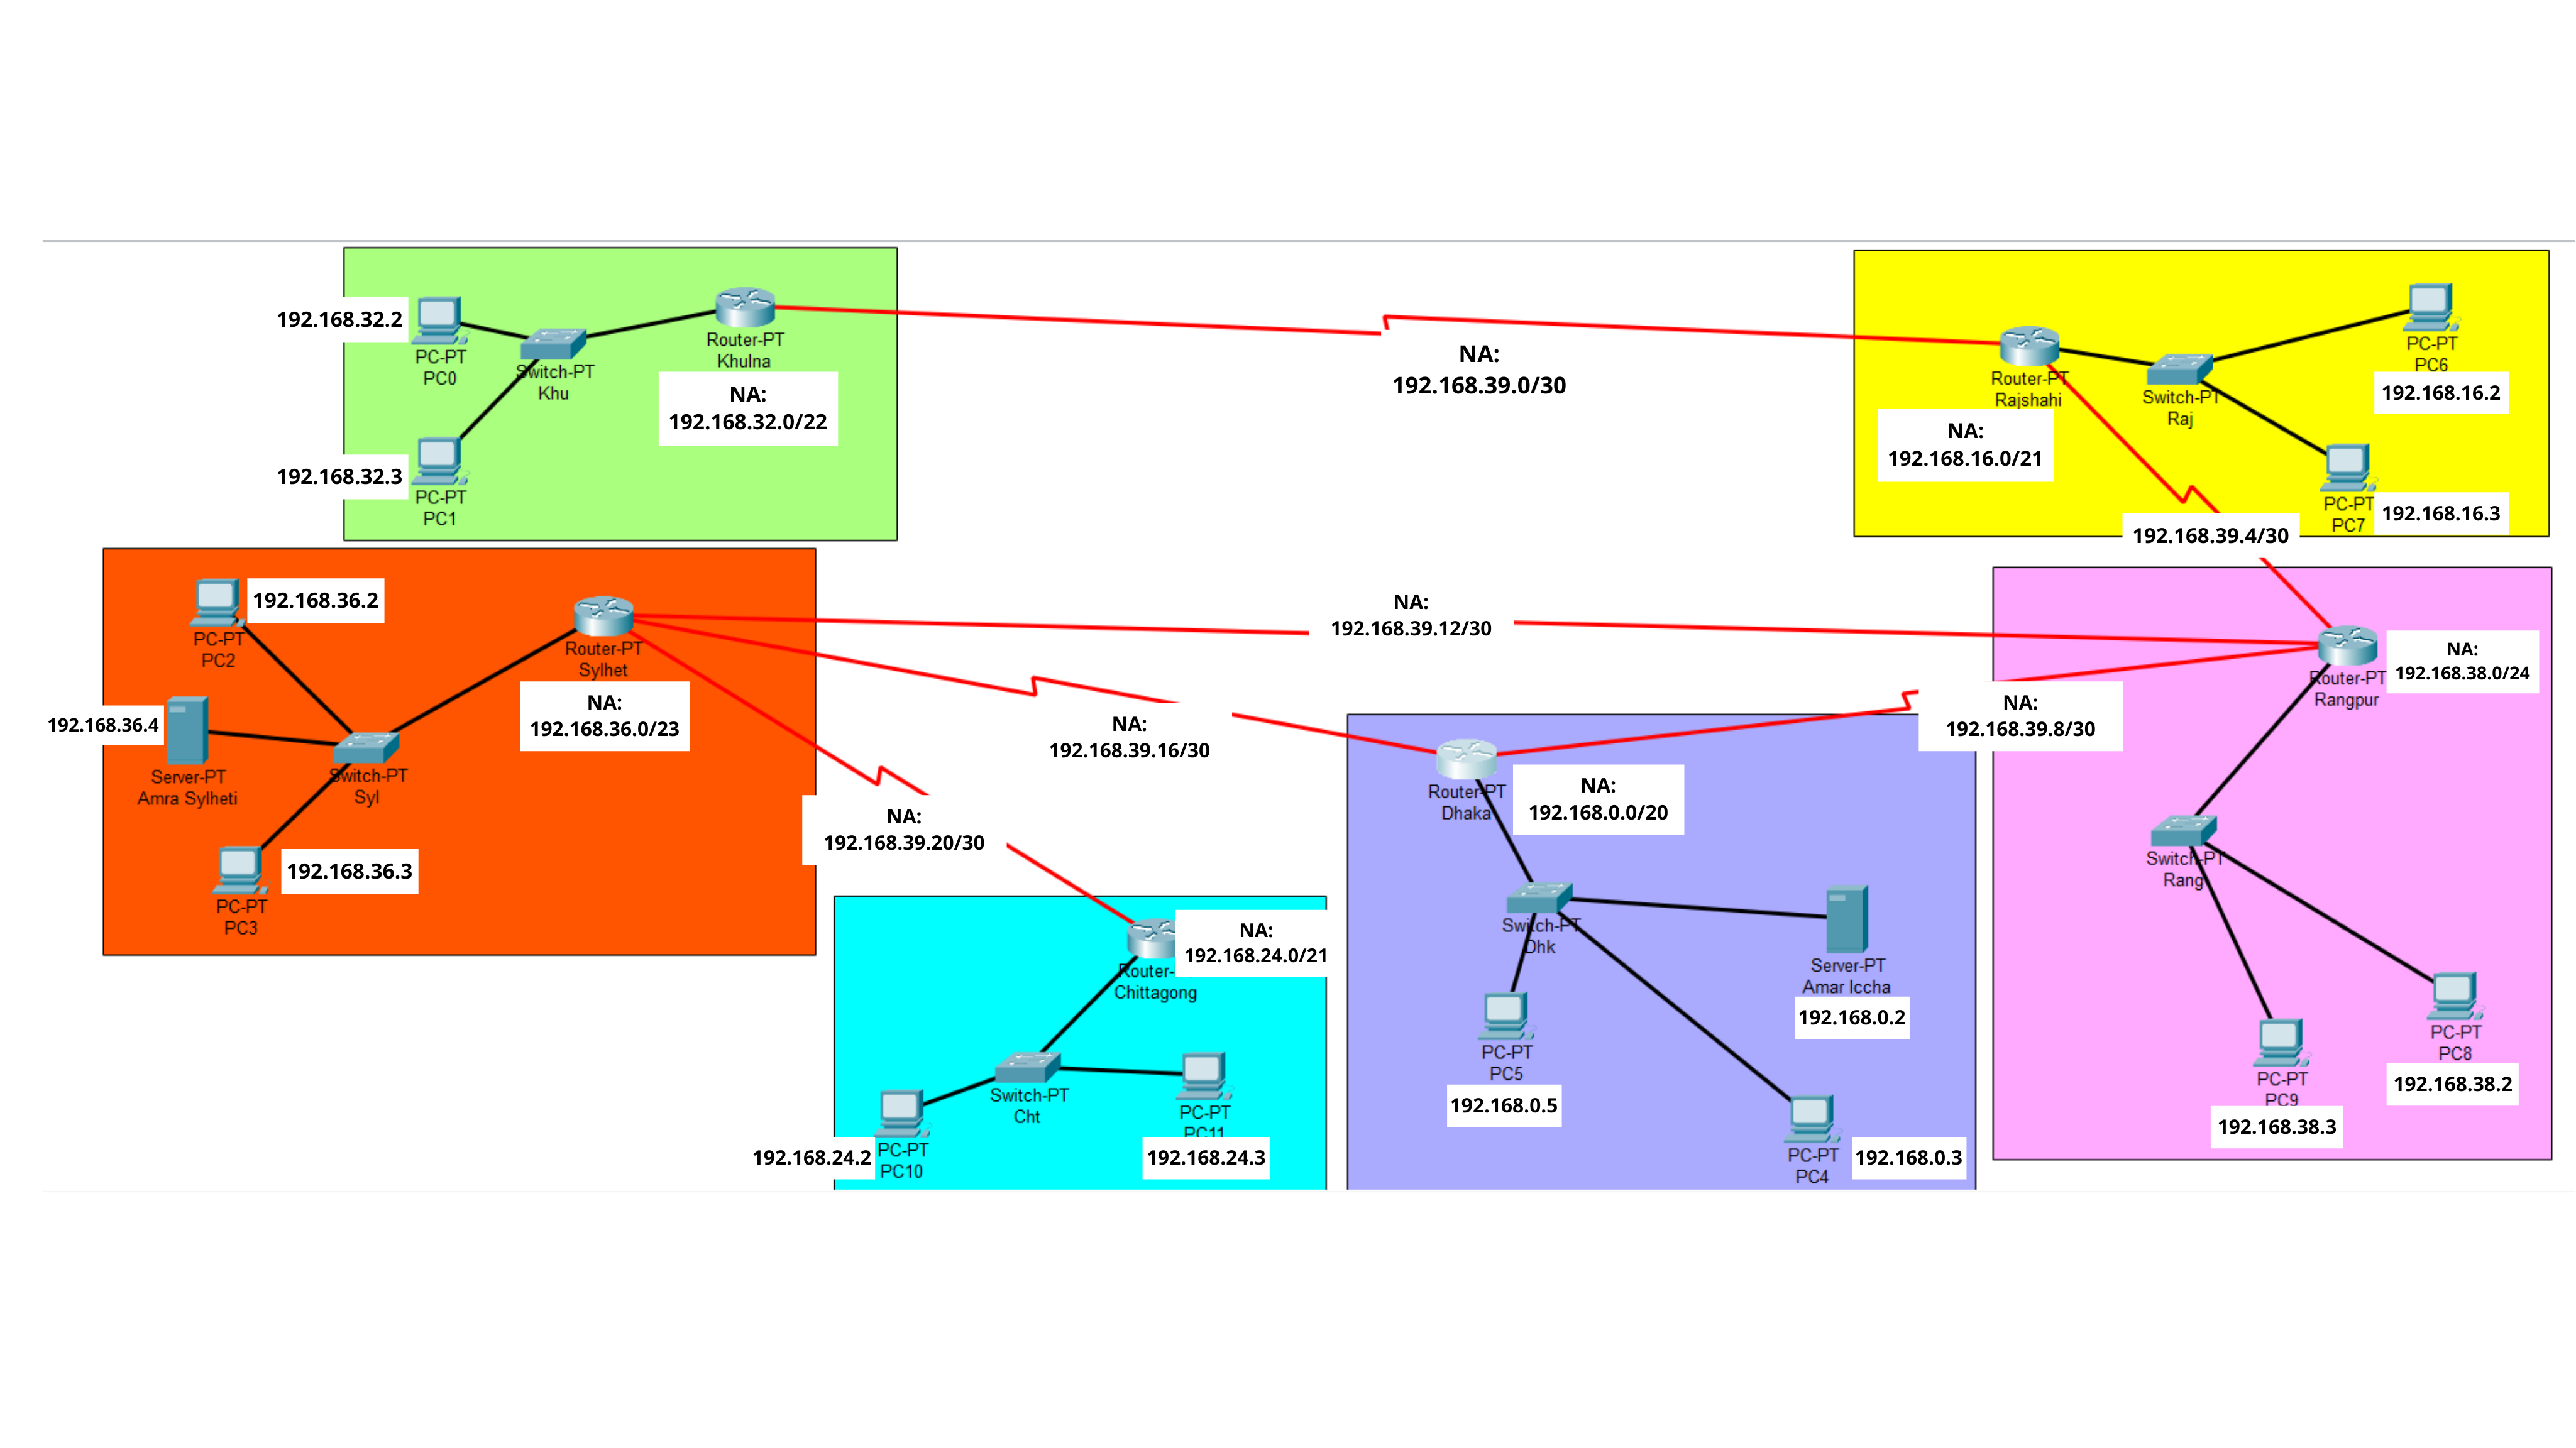 192.168.32.2
PC-PT
PC0
Switch-PT
Khu
Router-PT
Khulna
NA:
192.168.32.0/22
192.168.32.3
PC-PT
PC1
NA:
192.168.39.0/30
Router-PT
Rajshahi
NA:
192.168.16.0/21
Switch-PT
Raj
PC-PT
PC6
192.168.16.2
PC-PT
PC7
192.168.16.3
192.168.39.4/30
192.168.36.2
PC-PT
PC2
Router-PT
Sylhet
NA:
192.168.36.0/23
192.168.36.4
Server-PT
Amra Sylheti
Switch-PT
Syl
192.168.36.3
PC-PT
PC3
NA:
192.168.39.12/30
NA:
192.168.39.16/30
NA:
192.168.39.20/30
NA:
192.168.39.8/30
NA:
192.168.38.0/24
Router-PT
Rangpur
Router-PT
Dhaka
NA:
192.168.0.0/20
Switch-PT
Dhk
Server-PT
Amar Iccha
192.168.0.2
PC-PT
PC5
192.168.0.5
PC-PT
PC4
192.168.0.3
NA:
192.168.24.0/21
Router-
Chittagong
Switch-PT
Cht
192.168.24.2
PC-PT
PC10
PC-PT
PC11
192.168.24.3
Switch-PT
Rang
PC-PT
PC8
192.168.38.2
PC-PT
PC9
192.168.38.3